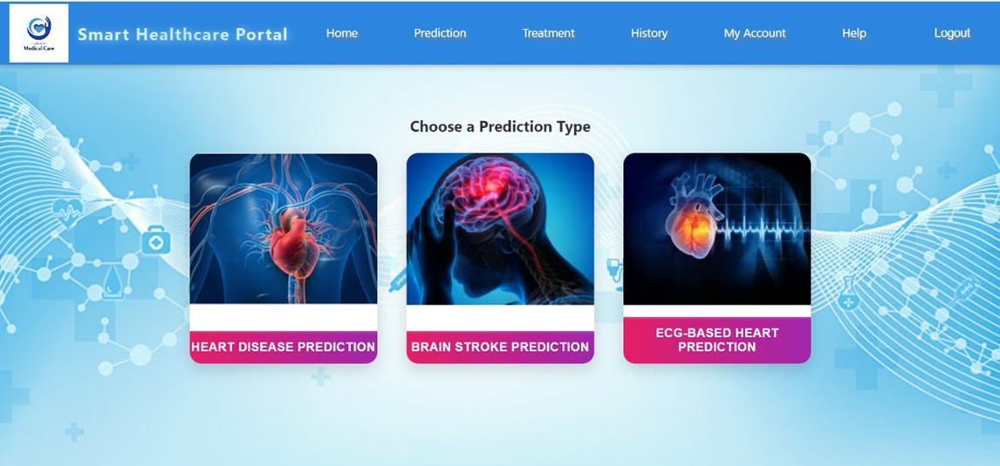 Medical Care
Smart Healthcare Portal
Home
Prediction
Treatment
History
My Account
Help
Logout
Choose a Prediction Type
HEART DISEASE PREDICTION
BRAIN STROKE PREDICTION
ECG-BASED HEART
PREDICTION